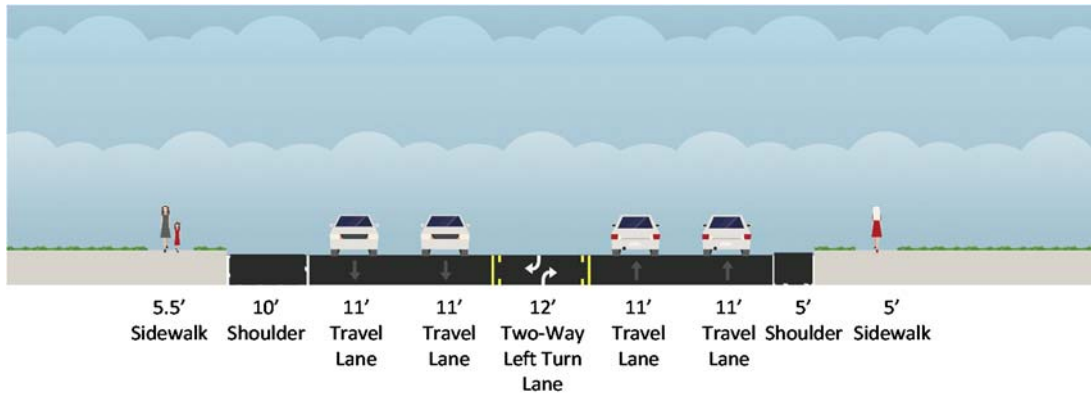 5.5’ 10’ 11’ 11’ 12’ 11’ 11’ 5’ 5’
Sidewalk Shoulder Travel Travel Two-Way Travel Travel Shoulder Sidewalk
Lane Lane Left Turn Lane Lane
Lane